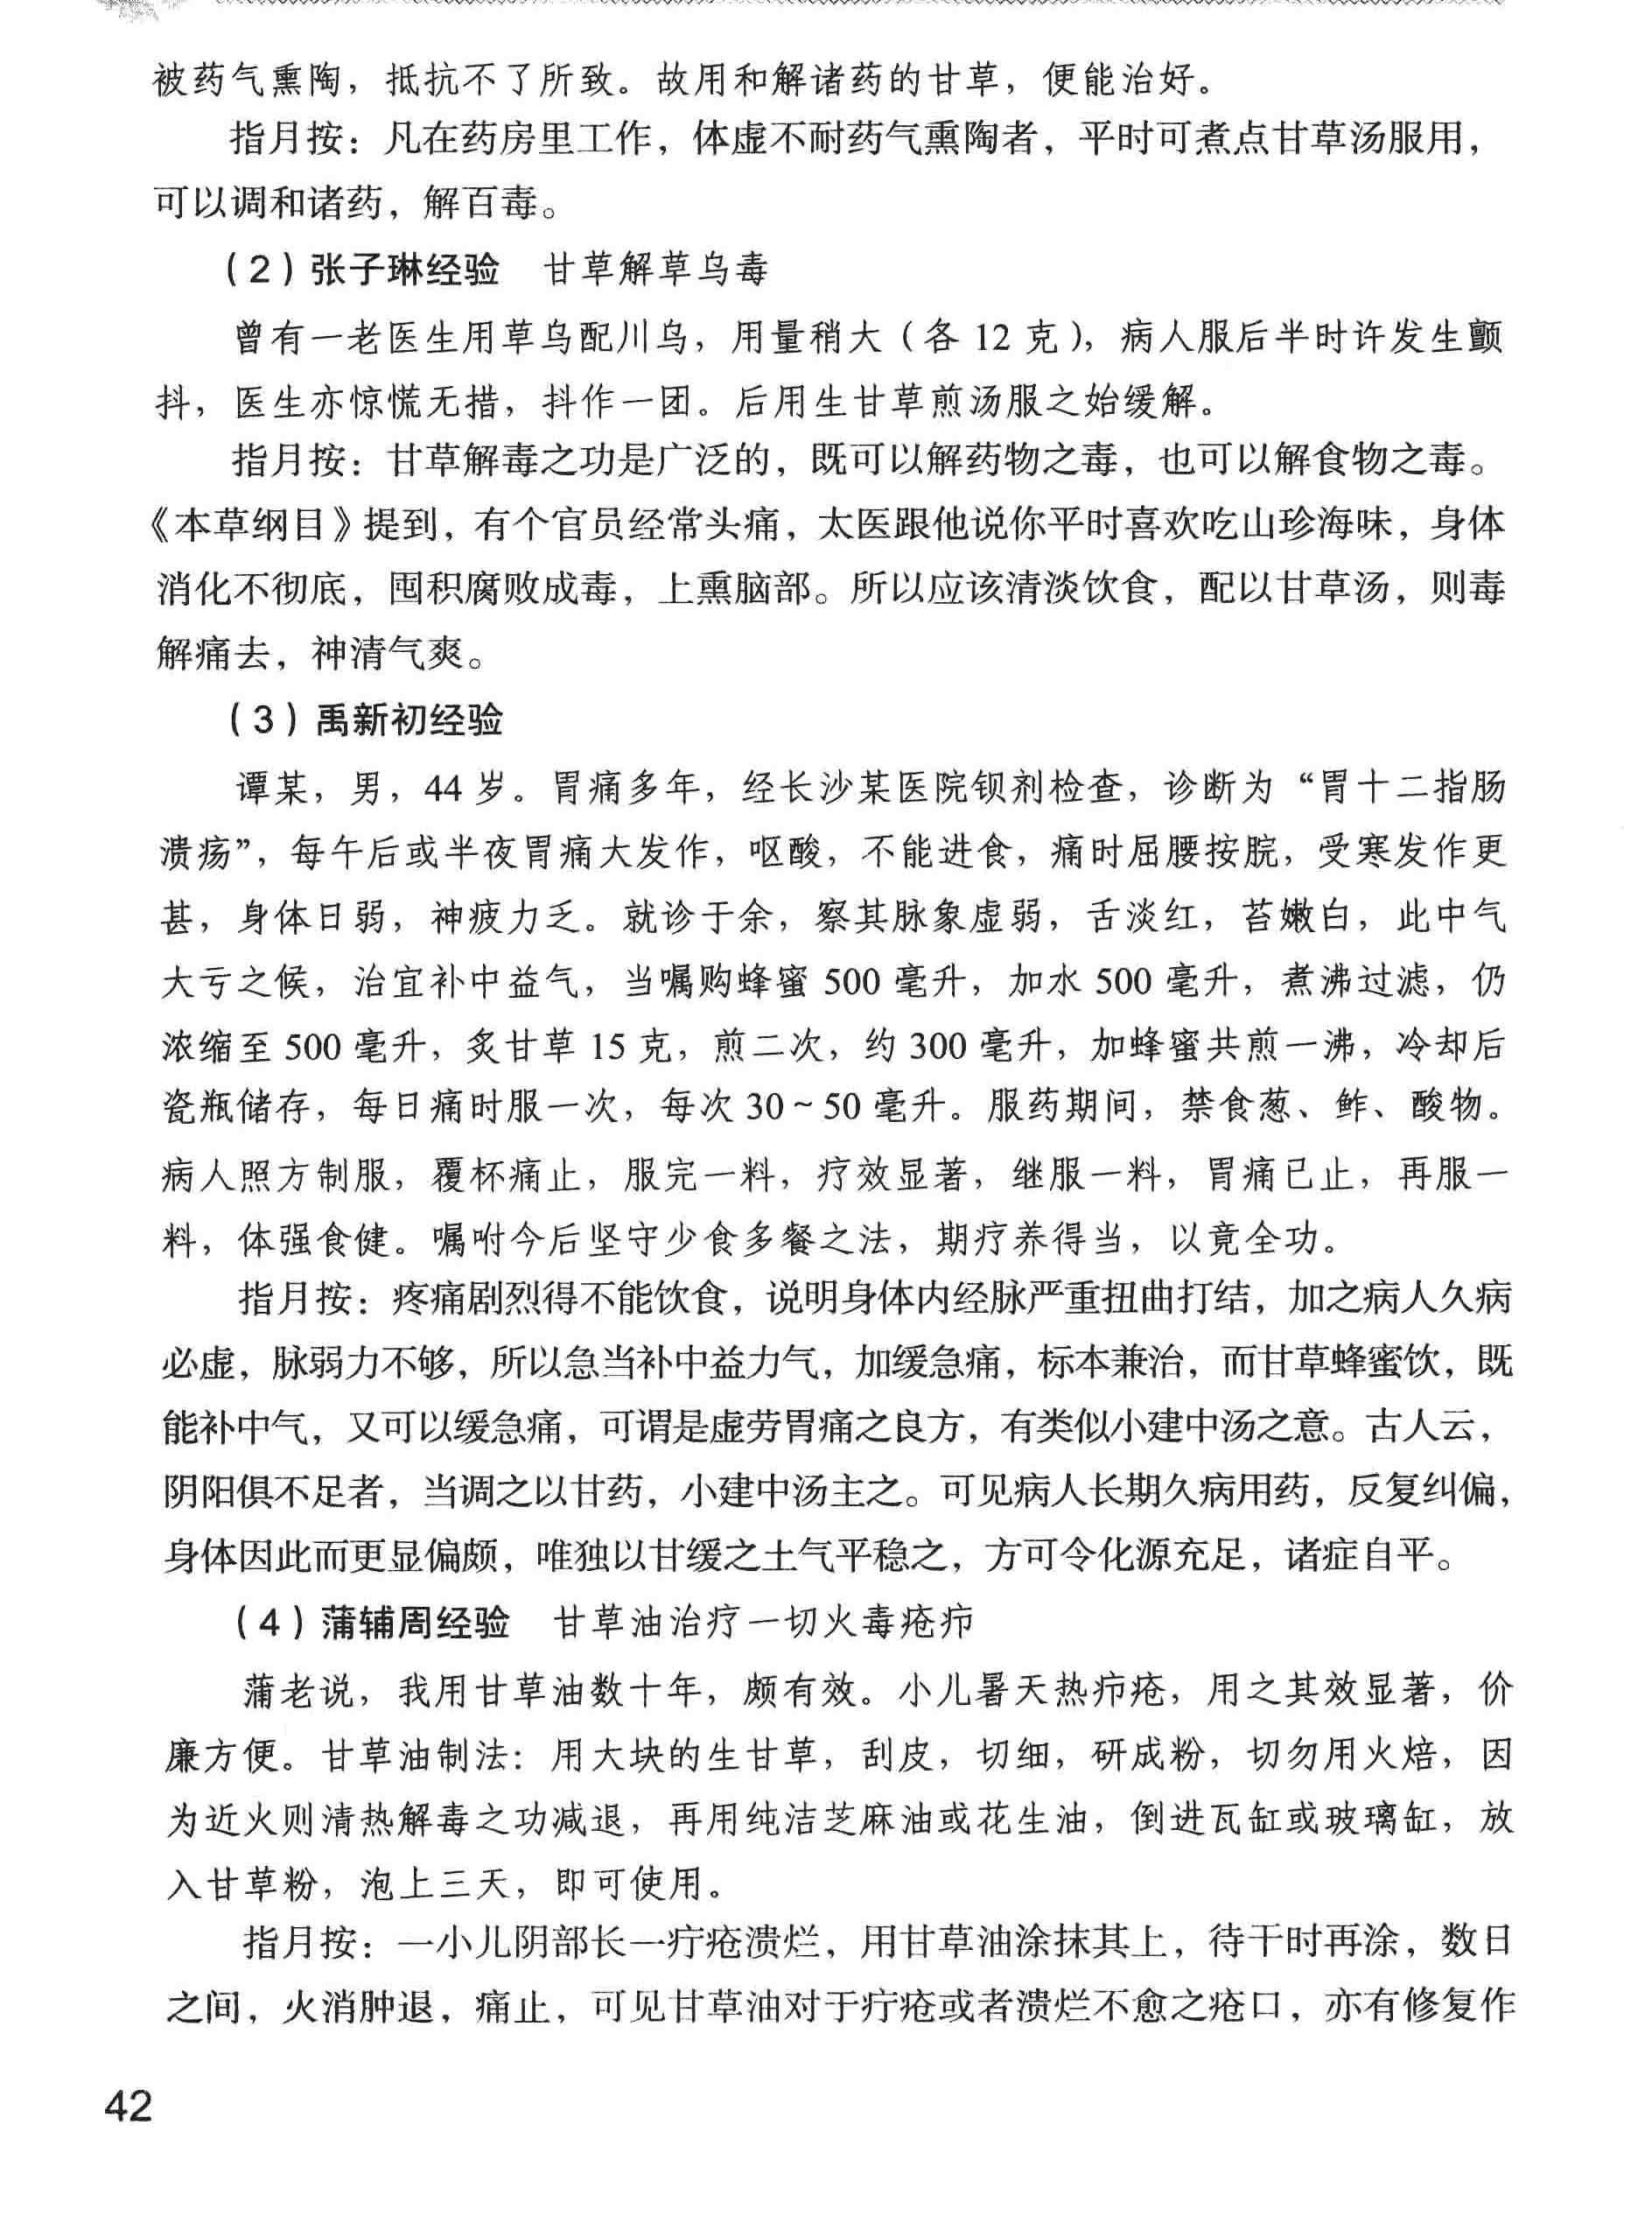 被药气熏陶，抵抗不了所致。故用和解诸药的甘草，便能治好。
指月按：凡在药房里工作，体虚不耐药气熏陶者，平时可煮点甘草汤服用，
可以调和诸药，解百毒。
（2）张子琳经验　甘草解草乌毒
曾有一老医生用草乌配川乌，用量稍大（各 12 克），病人服后半时许发生颤
抖，医生亦惊慌无措，抖作一团。后用生甘草煎汤服之始缓解。
指月按：甘草解毒之功是广泛的，既可以解药物之毒，也可以解食物之毒。
《本草纲目》提到，有个官员经常头痛，太医跟他说你平时喜欢吃山珍海味，身体
消化不彻底，囤积腐败成毒，上熏脑部。所以应该清淡饮食，配以甘草汤，则毒
解痛去，神清气爽。
（3）禹新初经验
谭某，男，44 岁。胃痛多年，经长沙某医院钡剂检查，诊断为“胃十二指肠
溃疡”，每午后或半夜胃痛大发作，呕酸，不能进食，痛时屈腰按脘，受寒发作更
甚，身体日弱，神疲力乏。就诊于余，察其脉象虚弱，舌淡红，苔嫩白，此中气
大亏之候，治宜补中益气，当嘱购蜂蜜 500 毫升，加水 500 毫升，煮沸过滤，仍
浓缩至 500 毫升，炙甘草 15 克，煎二次，约 300 毫升，加蜂蜜共煎一沸，冷却后
瓷瓶储存，每日痛时服一次，每次 30～50 毫升。服药期间，禁食葱、鲊、酸物。
病人照方制服，覆杯痛止，服完一料，疗效显著，继服一料，胃痛已止，再服一
料，体强食健。嘱咐今后坚守少食多餐之法，期疗养得当，以竟全功。
指月按：疼痛剧烈得不能饮食，说明身体内经脉严重扭曲打结，加之病人久病
必虚，脉弱力不够，所以急当补中益力气，加缓急痛，标本兼治，而甘草蜂蜜饮，既
能补中气，又可以缓急痛，可谓是虚劳胃痛之良方，有类似小建中汤之意。古人云，
阴阳俱不足者，当调之以甘药，小建中汤主之。可见病人长期久病用药，反复纠偏，
身体因此而更显偏颇，唯独以甘缓之土气平稳之，方可令化源充足，诸症自平。
（4）蒲辅周经验　甘草油治疗一切火毒疮疖
蒲老说，我用甘草油数十年，颇有效。小儿暑天热疖疮，用之其效显著，价
廉方便。甘草油制法：用大块的生甘草，刮皮，切细，研成粉，切勿用火焙，因
为近火则清热解毒之功减退，再用纯洁芝麻油或花生油，倒进瓦缸或玻璃缸，放
入甘草粉，泡上三天，即可使用。
指月按：一小儿阴部长一疔疮溃烂，用甘草油涂抹其上，待干时再涂，数日
之间，火消肿退，痛止，可见甘草油对于疔疮或者溃烂不愈之疮口，亦有修复作
42